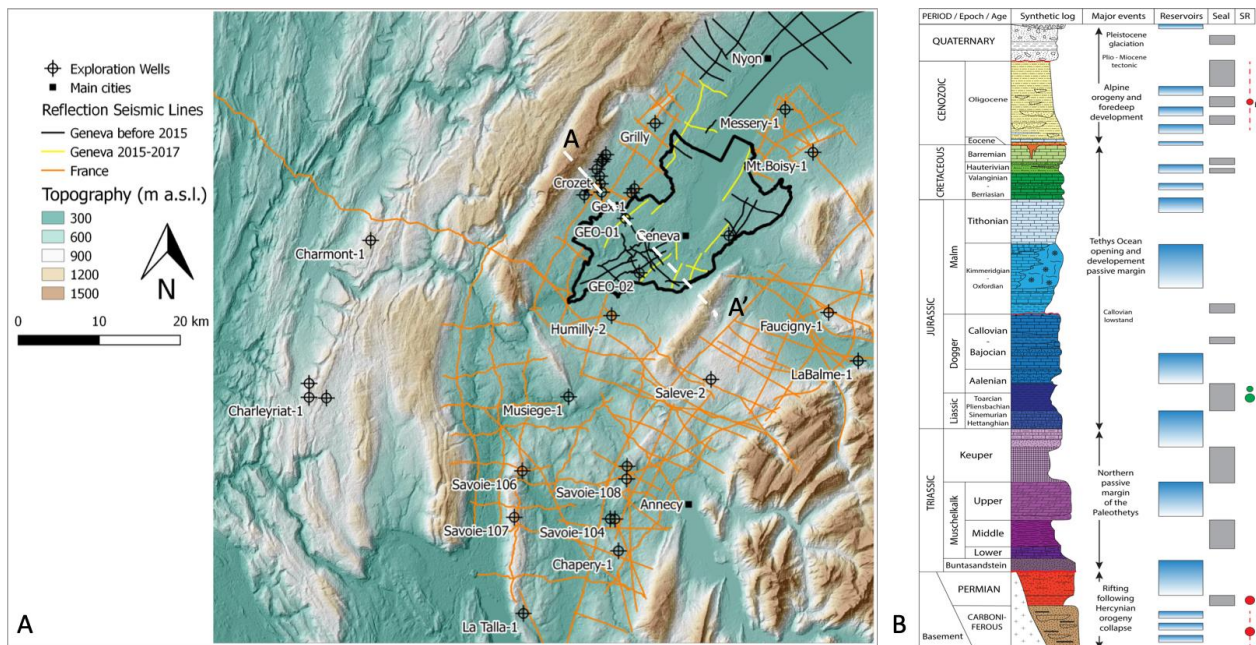 Exploration Wells
Main cities
Reflection Seismic Lines
Geneva before 2015
Geneva 2015-2017
France
Topography (m a.s.l.)
300
600
900
1200
1500
N
0 10 20 km
A
Nyon
Messery-1
Grilly
A
Mt.Boisy-1
Crozet
Gex-1
GEO-01
Geneva
Charmont-1
GEO-02
A'
Humilly-2
Faucigny-1
LaBalme-1
Saleve-2
Charleyriat-1
Musiege-1
Savoie-106
Savoie-108
Annecy
Savoie-107
Savoie-104
Chapery-1
La Talla-1
B
PERIOD / Epoch / Age
Synthetic log
Major events
Reservoirs
Seal
SR
QUATERNARY
Pleistocene
glaciation
Plio - Miocene
tectonic
CENOZOIC
Oligocene
Alpine
orogeny and
foredeep
development
Eocene
CRETACEOUS
Barremian
Hauterivian
Valanginian
-
Berriasian
JURASSIC
Malm
Tithonian
Kimmeridgian
-
Oxfordian
Tethys Ocean
opening and
developement
passive margin
Dogger
Callovian
-
Bajocian
Aalenian
Callovian
lowstand
Liassic
Toarcian
Pliensbachian
Sinemurian
Hettanghian
TRIASSIC
Keuper
Muschelkalk
Upper
Middle
Lower
Buntasandstein
Northern
passive
margin
of the
Paleothetys
PERMIAN
CARBONI-
FEROUS
Basement
Rifting
following
Hercynian
orogeny
collapse